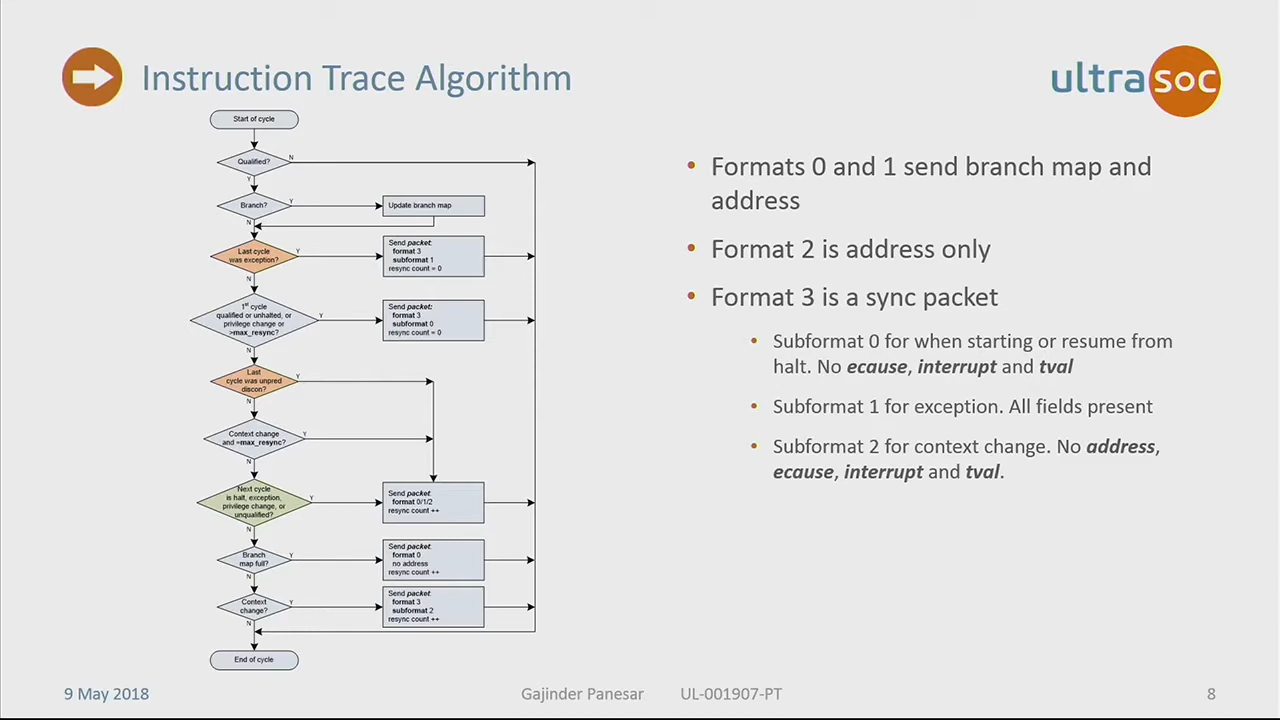 Instruction Trace Algorithm
ultrasoc
Start of cycle
Qualified?
N
Y
Branch?
Y
Update branch map
N
Last cycle
was exception?
Y
Send packet:
format 3
subformat 1
resync count = 0
N
1st cycle
qualified or unhalted, or
privilege change or
>max_resync?
Y
Send packet:
format 3
subformat 0
resync count = 0
N
Last
cycle was unpred
discon?
Y
N
Context change
and =max_resync?
Y
N
Next cycle
is halt, exception,
privilege change, or
unqualified?
Y
Send packet:
format 0/1/2
resync count ++
N
Branch
map full?
Y
Send packet:
format 0
no address
resync count ++
N
Context
change?
Y
Send packet:
format 3
subformat 2
resync count ++
N
End of cycle
• Formats 0 and 1 send branch map and
address
• Format 2 is address only
• Format 3 is a sync packet
• Subformat 0 for when starting or resume from
halt. No ecause, interrupt and tval
• Subformat 1 for exception. All fields present
• Subformat 2 for context change. No address,
ecause, interrupt and tval.
9 May 2018
Gajinder Panesar
UL-001907-PT
8